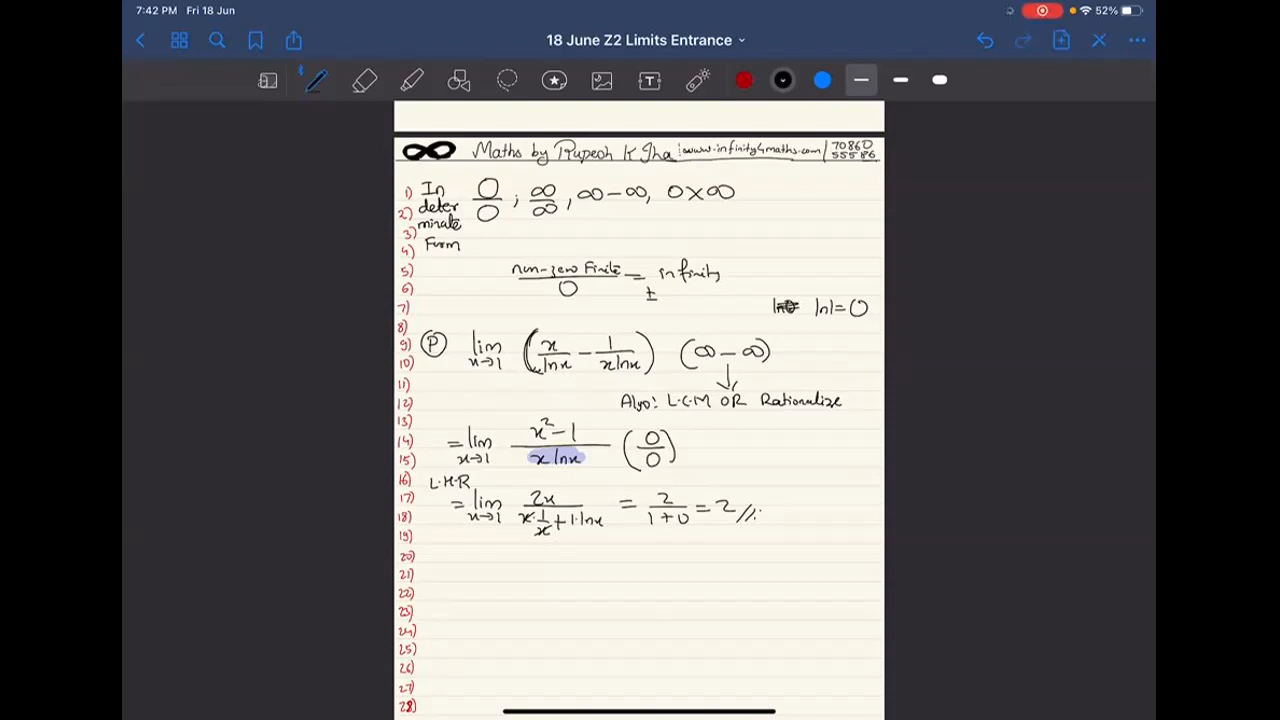 7:42 PM Fri 18 Jun
52%
18 June Z2 Limits Entrance
Maths by Rupesh K Jha | www.infinity4maths.com / 70860 55586
1) In 0/0 ; ∞/∞ , ∞-∞, 0×∞
2) deter
3) minate
4) Form
5) non-zero Finite / 0 = ± infinity
6)
7) ln1=0
8)
9) (P) lim x→1 (x/lnx - 1/xlnx) (∞-∞)
10)
11)
12) Also: L.C.M OR Rationalize
13)
14) = lim x→1 x²-1 / x lnx (0/0)
15)
16) L.H.R
17) = lim x→1 2x / x·1/x + 1·lnx = 2 / 1+0 = 2//
18)
19)
20)
21)
22)
23)
24)
25)
26)
27)
28)